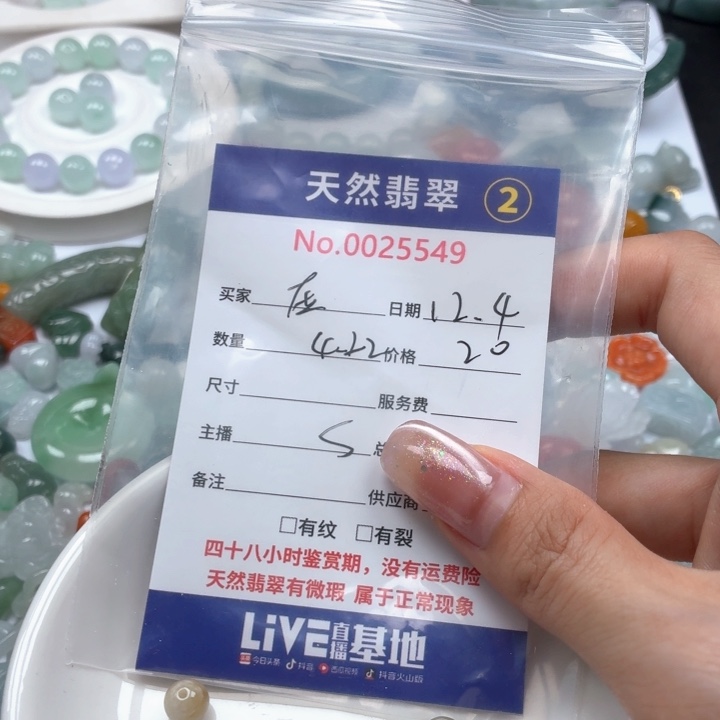 天然翡翠 2
No.0025549
买家 日期 12.4
数量 4-22 价格 20
尺寸 服务费
主播 S 总
备注 供应商
□有纹 □有裂
四十八小时鉴赏期，没有运费险
天然翡翠有微瑕 属于正常现象
LiVE直播基地
今日头条 抖音 西瓜视频 抖音火山版